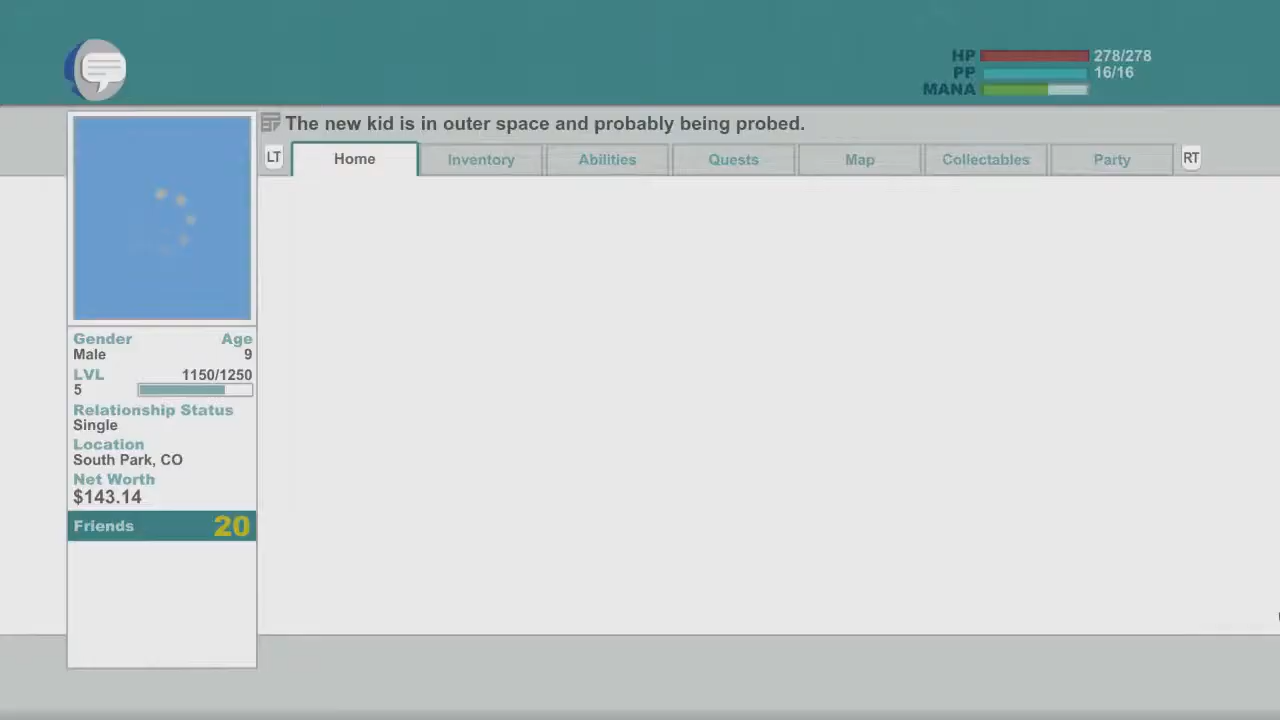 HP 278/278
PP 16/16
MANA
The new kid is in outer space and probably being probed.
LT Home Inventory Abilities Quests Map Collectables Party RT
Gender Age
Male 9
LVL 1150/1250
5
Relationship Status
Single
Location
South Park, CO
Net Worth
$143.14
Friends 20